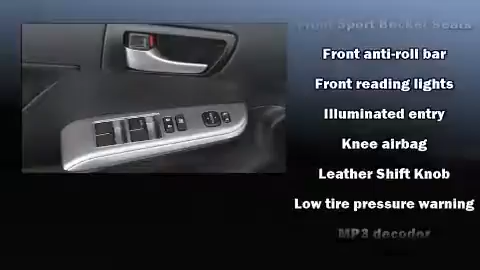 Front Sport Bucket Seats
Front anti-roll bar
Front reading lights
Illuminated entry
Knee airbag
Leather Shift Knob
Low tire pressure warning
MP3 decoder